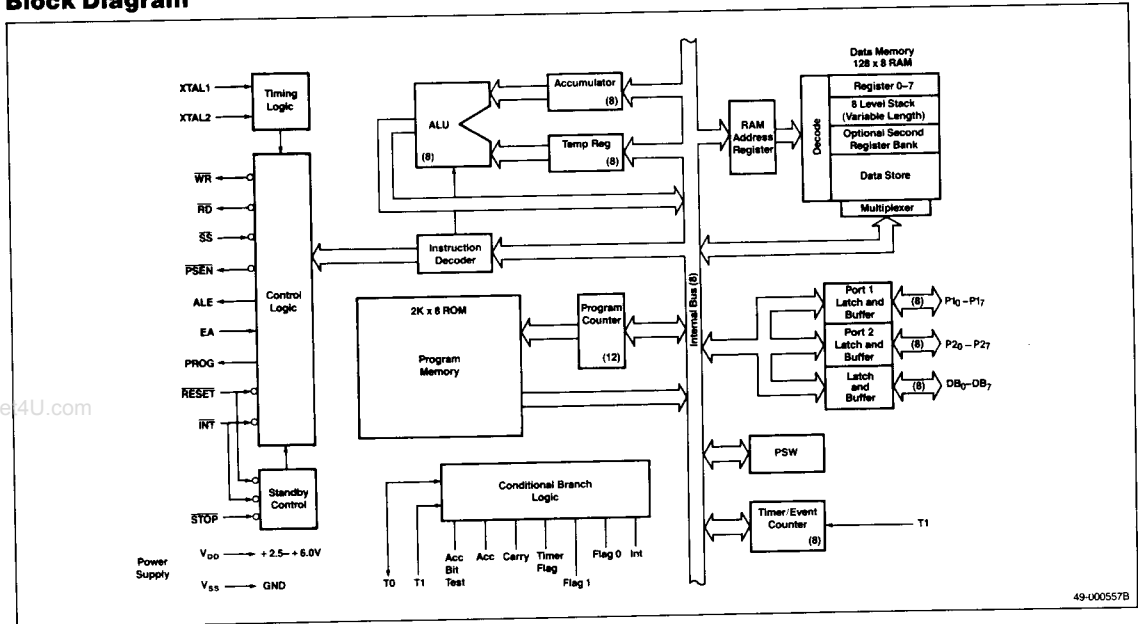 Block Diagram
XTAL1
XTAL2
Timing
Logic
WR
RD
SS
PSEN
ALE
EA
PROG
RESET
INT
STOP
Control
Logic
Standby
Control
Power
Supply
VDD
+ 2.5– + 6.0V
VSS
GND
ALU
(8)
Accumulator
(8)
Temp Reg
(8)
Instruction
Decoder
2K x 8 ROM
Program
Memory
Program
Counter
(12)
Conditional Branch
Logic
T0
T1
Acc
Bit
Test
Acc
Carry
Timer
Flag
Flag 1
Flag 0
Int
Internal Bus (8)
RAM
Address
Register
Data Memory
128 x 8 RAM
Decode
Register 0–7
8 Level Stack
(Variable Length)
Optional Second
Register Bank
Data Store
Multiplexer
Port 1
Latch and
Buffer
(8)
P10–P17
Port 2
Latch and
Buffer
(8)
P20–P27
Latch
and
Buffer
(8)
DB0–DB7
PSW
Timer/Event
Counter
(8)
T1
49-000557B
et4U.com